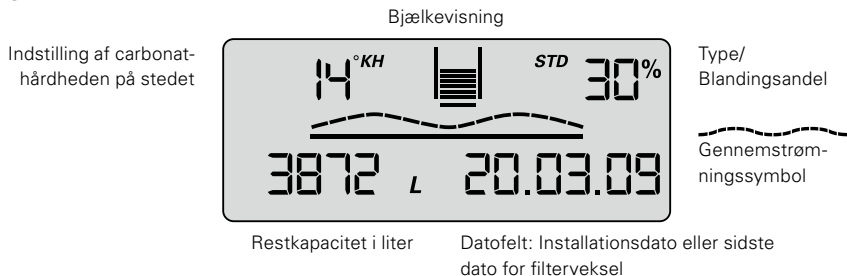 Bjælkevisning
Indstilling af carbonat-
hårdheden på stedet
14 °KH
STD 30%
Type/
Blandingsandel
Gennemstrøm-
ningssymbol
3872 L 20.03.09
Restkapacitet i liter
Datofelt: Installationsdato eller sidste
dato for filterveksel